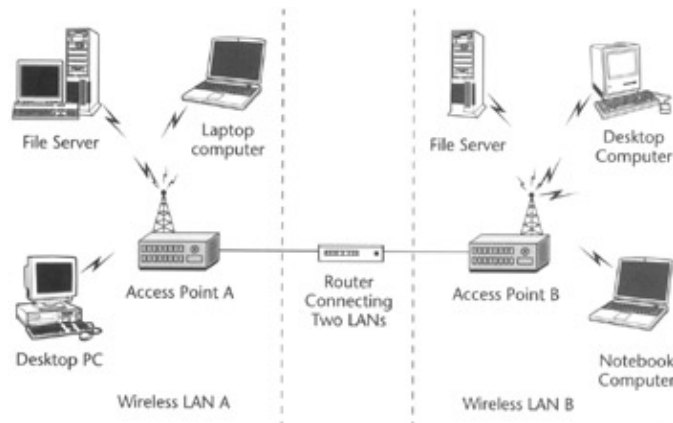 File Server
Laptop
computer
File Server
Desktop
Computer
Access Point A
Router
Connecting
Two LANs
Access Point B
Desktop PC
Notebook
Computer
Wireless LAN A
Wireless LAN B